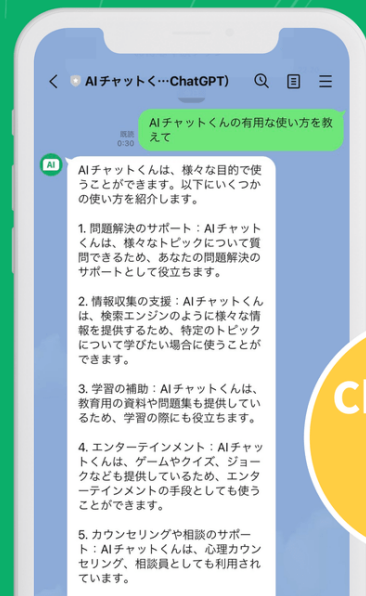 AIチャットく…ChatGPT)
AIチャットくんの有用な使い方を教
えて
既読
0:30
AI
AIチャットくんは、様々な目的で使
うことができます。以下にいくつか
の使い方を紹介します。
1. 問題解決のサポート：AIチャット
くんは、様々なトピックについて質
問できるため、あなたの問題解決の
サポートとして役立ちます。
2. 情報収集の支援：AIチャットくん
は、検索エンジンのように様々な情
報を提供するため、特定のトピック
について学びたい場合に使うことが
できます。
3. 学習の補助：AIチャットくんは、
教育用の資料や問題集も提供してい
るため、学習の際にも役立ちます。
4. エンターテインメント：AIチャッ
トくんは、ゲームやクイズ、ジョー
クなども提供しているため、エンタ
ーテインメントの手段としても使う
ことができます。
5. カウンセリングや相談のサポー
ト：AIチャットくんは、心理カウン
セリング、相談員としても利用され
ています。